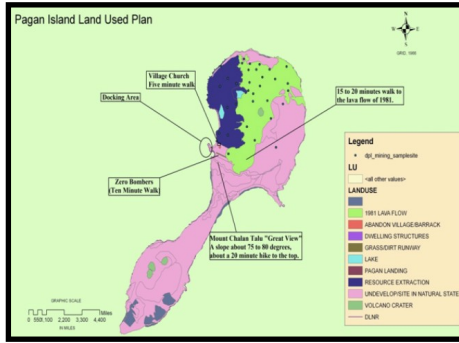 Pagan Island Land Used Plan
N
GRID: 1000
Village Church
Five minute walk
Docking Area
15 to 20 minutes walk to
the lava flow of 1981.
Zero Bombers
(Ten Minute Walk)
Mount Chalan Talu "Great View"
A slope about 75 to 80 degrees,
about a 20 minute hike to the top.
GRAPHIC SCALE
Miles
IN MILES
Legend
dpl_mining_samplesite
LU
<all other values>
LANDUSE
1981 LAVA FLOW
ABANDON VILLAGE/BARRACK
DWELLING STRUCTURES
GRASS/DIRT RUNWAY
LAKE
PAGAN LANDING
RESOURCE EXTRACTION
UNDEVELOP/SITE IN NATURAL STATE
VOLCANO CRATER
DLNR